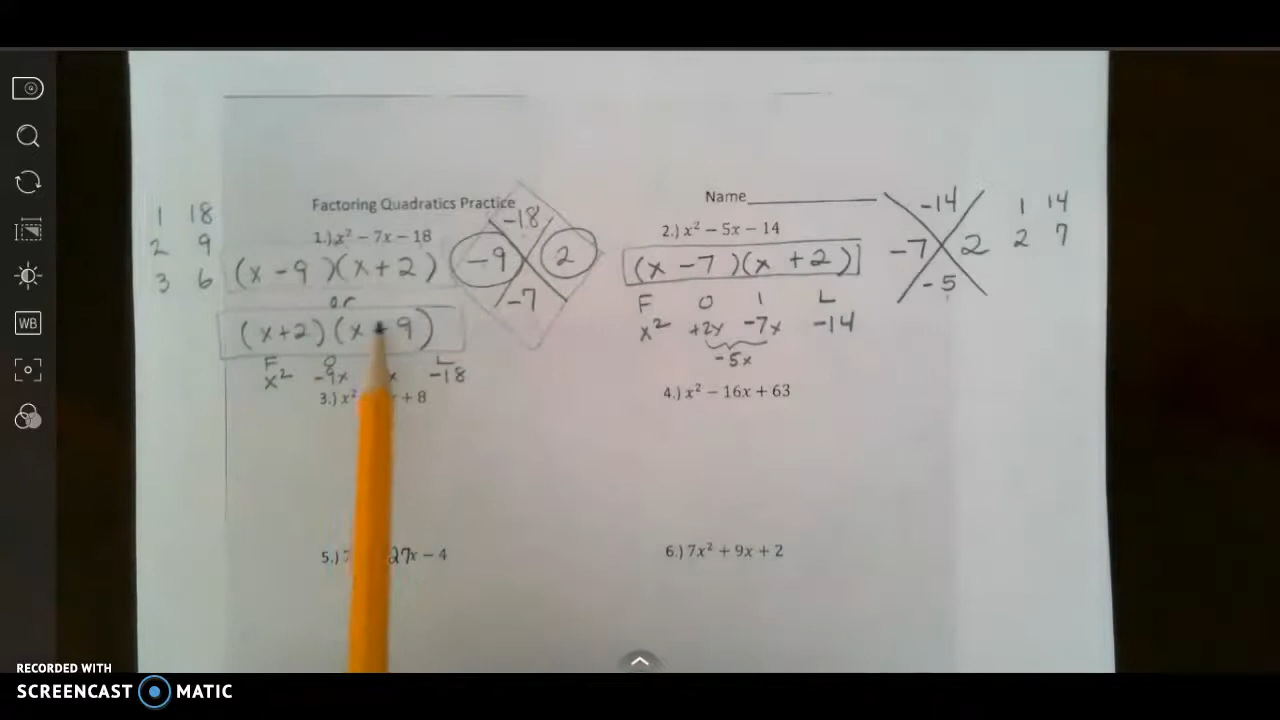 Factoring Quadratics Practice
Name
1 18
2 9
3 6
1.) x² - 7x - 18
(x - 9)(x + 2)
or
(x+2)(x 9)
F O L
x² -9x x -18
-18
-9 2
-7
2.) x² - 5x - 14
(x - 7)(x + 2)
F O I L
x² +2x -7x -14
-5x
-14
-7 2
-5
1 14
2 7
3.) x² + 8
4.) x² - 16x + 63
5.) 27x - 4
6.) 7x² + 9x + 2
WB
RECORDED WITH
SCREENCAST MATIC